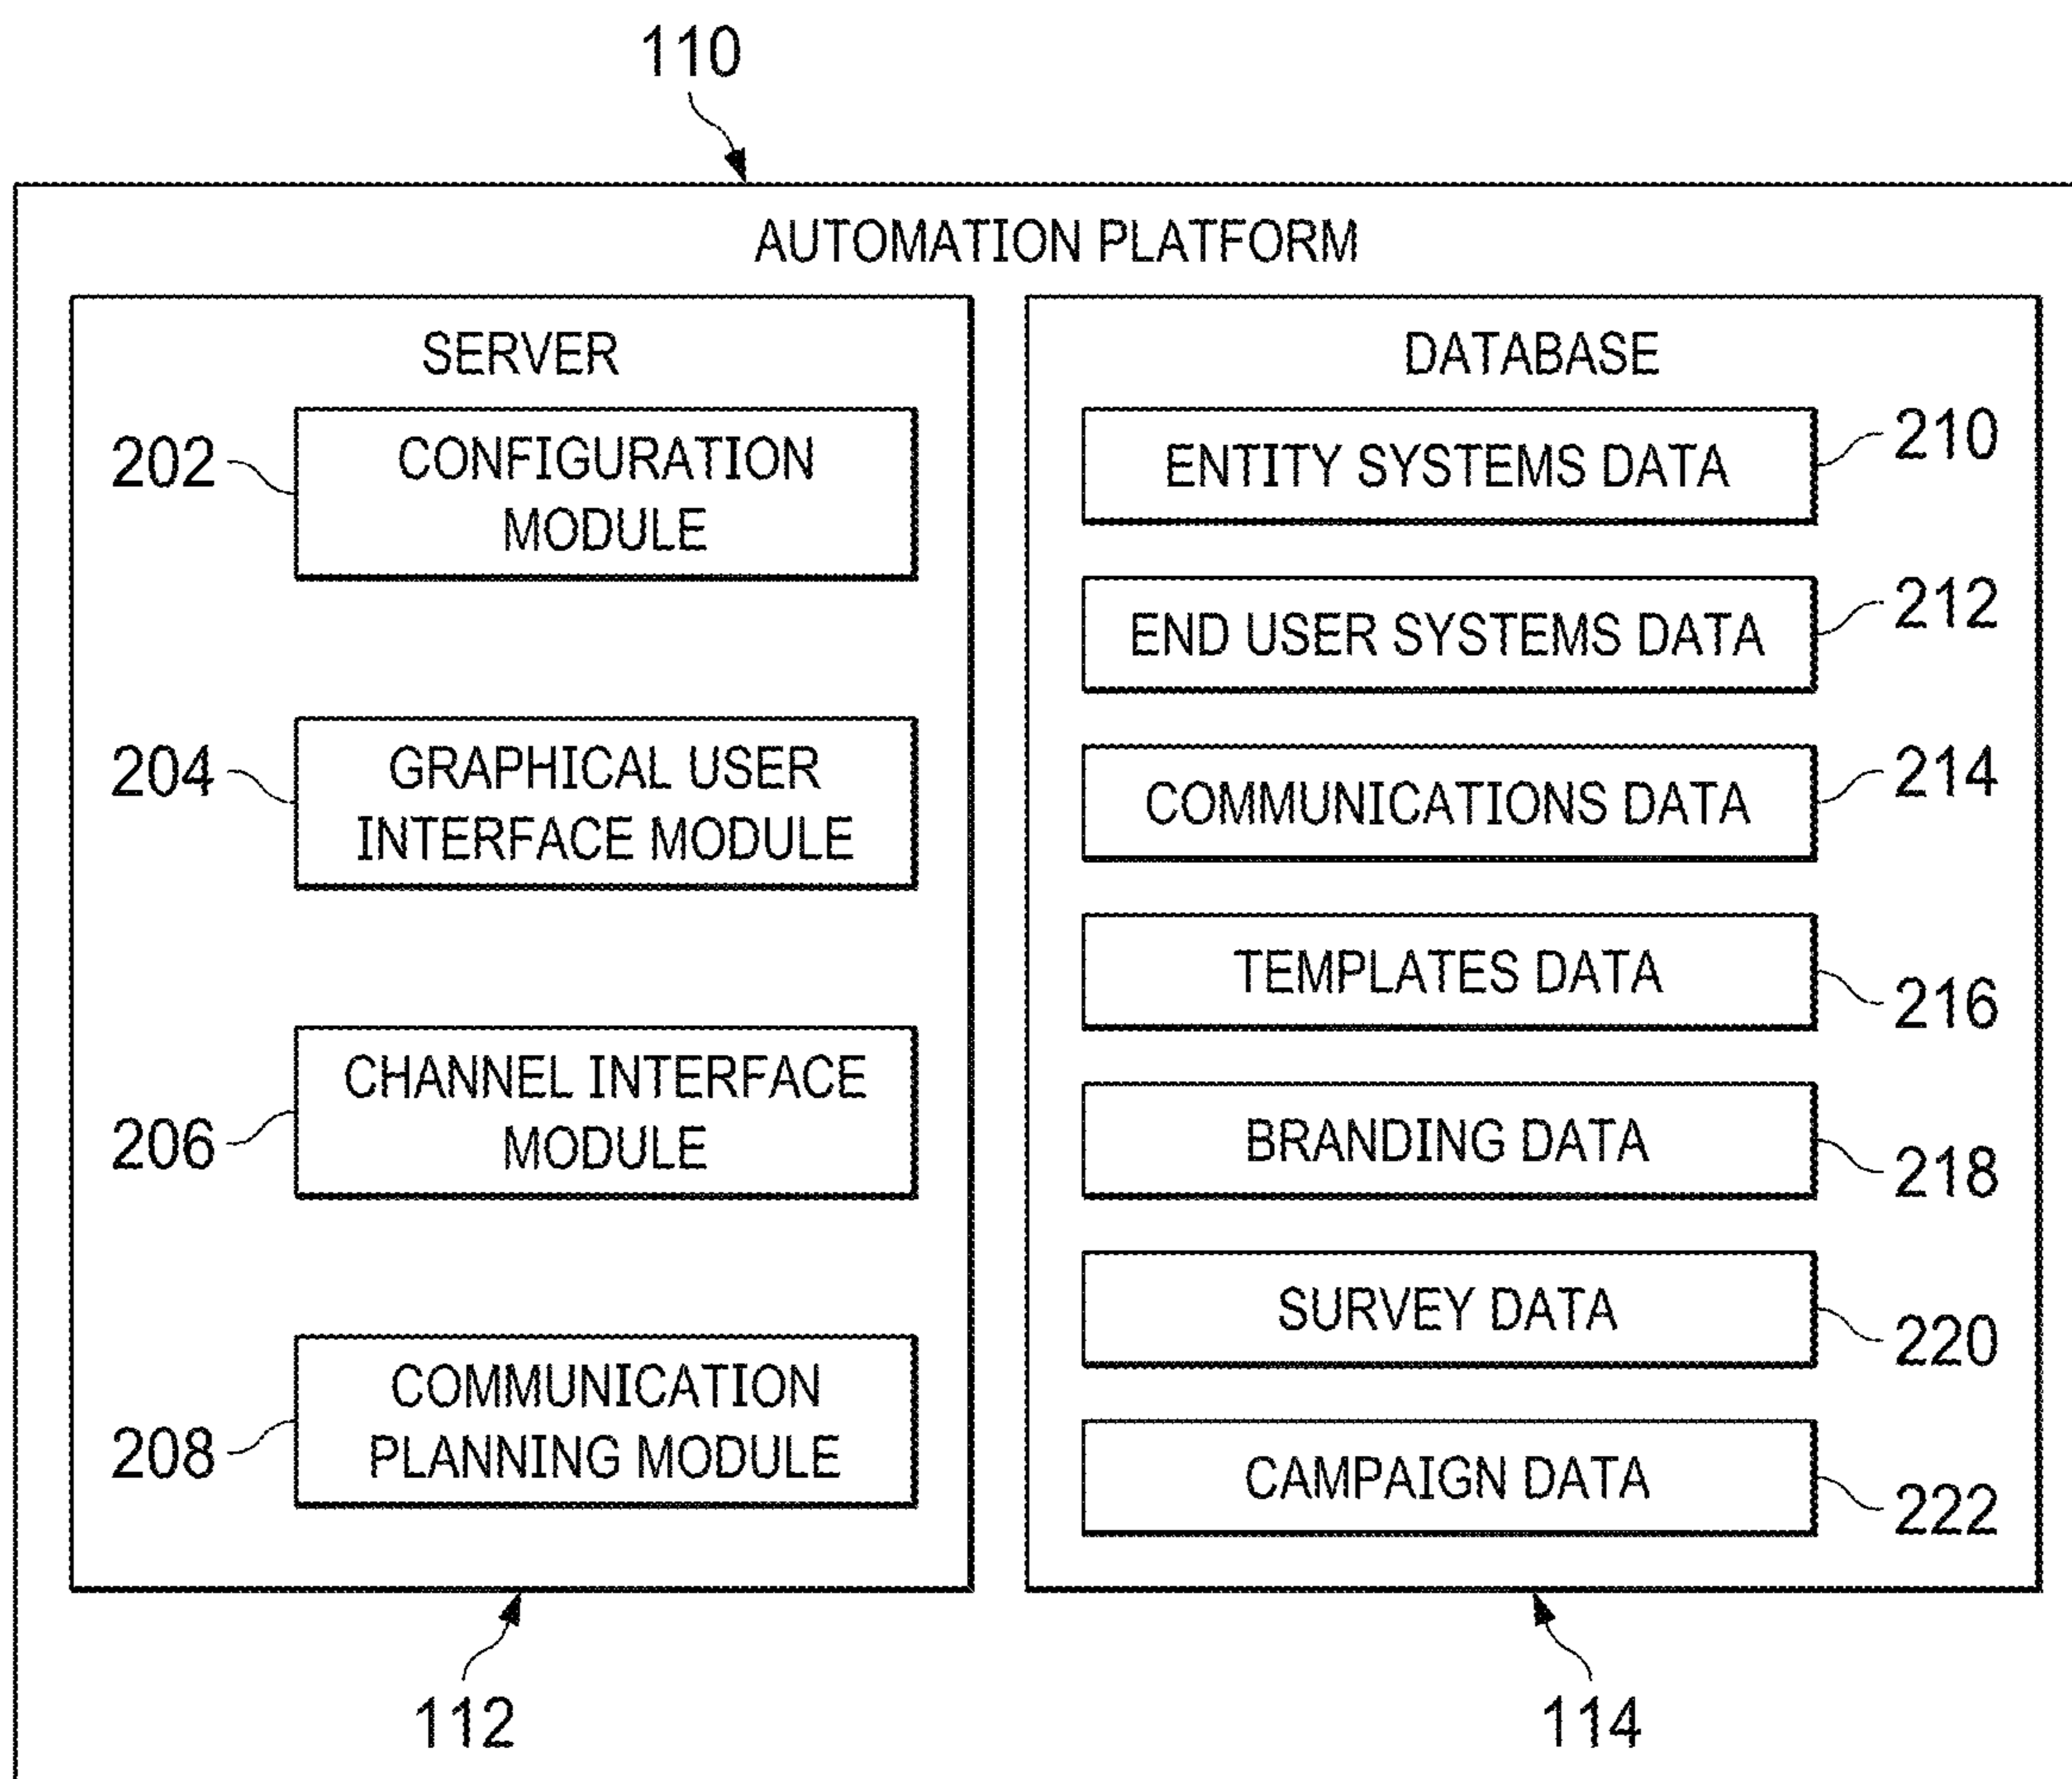 110
AUTOMATION PLATFORM
SERVER
202
CONFIGURATION
MODULE
204
GRAPHICAL USER
INTERFACE MODULE
206
CHANNEL INTERFACE
MODULE
208
COMMUNICATION
PLANNING MODULE
112
DATABASE
ENTITY SYSTEMS DATA
210
END USER SYSTEMS DATA
212
COMMUNICATIONS DATA
214
TEMPLATES DATA
216
BRANDING DATA
218
SURVEY DATA
220
CAMPAIGN DATA
222
114